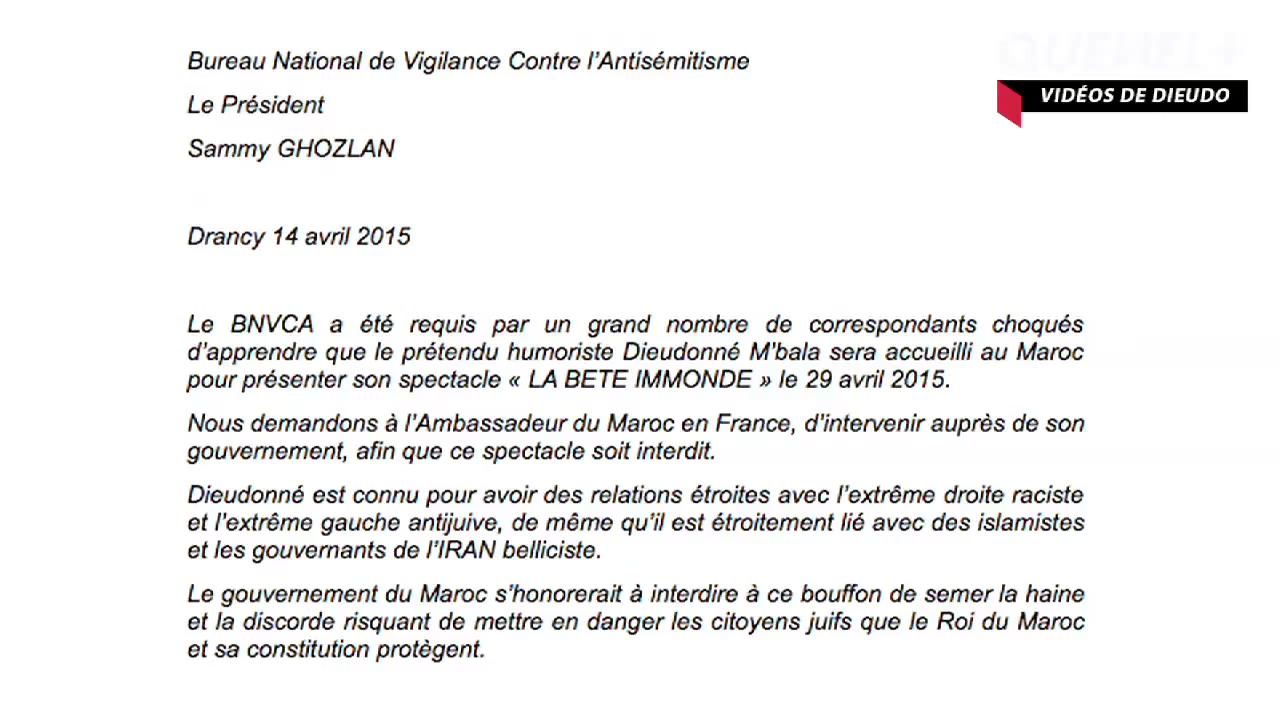 QUENEL+
VIDÉOS DE DIEUDO
Bureau National de Vigilance Contre l'Antisémitisme
Le Président
Sammy GHOZLAN
Drancy 14 avril 2015
Le BNVCA a été requis par un grand nombre de correspondants choqués
d'apprendre que le prétendu humoriste Dieudonné M'bala sera accueilli au Maroc
pour présenter son spectacle « LA BETE IMMONDE » le 29 avril 2015.
Nous demandons à l'Ambassadeur du Maroc en France, d'intervenir auprès de son
gouvernement, afin que ce spectacle soit interdit.
Dieudonné est connu pour avoir des relations étroites avec l'extrême droite raciste
et l'extrême gauche antijuive, de même qu'il est étroitement lié avec des islamistes
et les gouvernants de l'IRAN belliciste.
Le gouvernement du Maroc s'honorerait à interdire à ce bouffon de semer la haine
et la discorde risquant de mettre en danger les citoyens juifs que le Roi du Maroc
et sa constitution protègent.